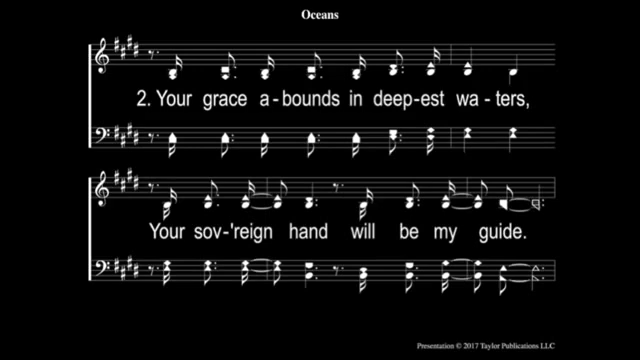 Oceans
2. Your grace a-bounds in deep-est wa-ters,
Your sov-'reign hand will be my guide.
Presentation © 2017 Taylor Publications LLC